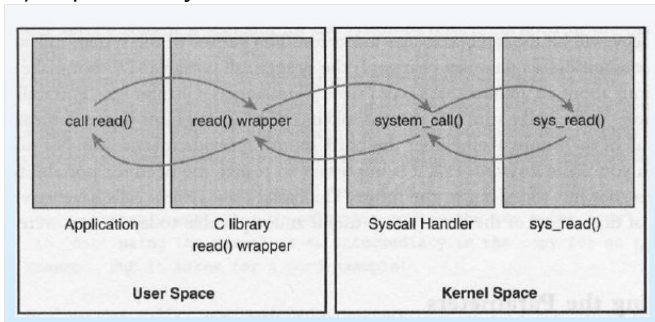 call read()
read() wrapper
system_call()
sys_read()
Application
C library
read() wrapper
Syscall Handler
sys_read()
User Space
Kernel Space